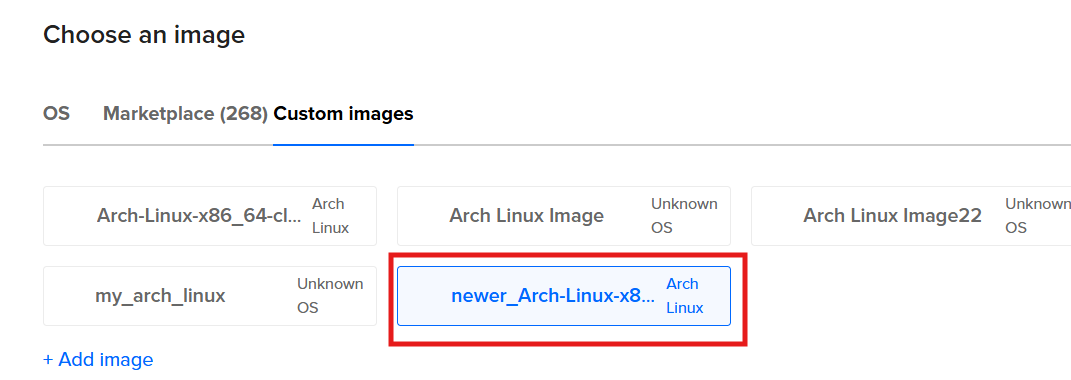 Choose an image
OS Marketplace (268) Custom images
Arch-Linux-x86_64-cl... Arch Linux
Arch Linux Image Unknown OS
Arch Linux Image22 Unknown OS
my_arch_linux Unknown OS
newer_Arch-Linux-x8... Arch Linux
+ Add image